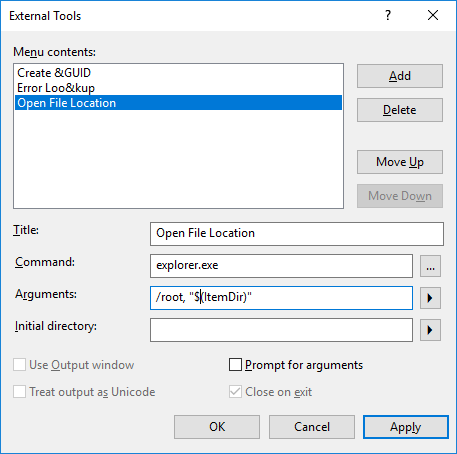 External Tools
?
Menu contents:
Create &GUID
Error Loo&kup
Open File Location
Add
Delete
Move Up
Move Down
Title:
Open File Location
Command:
explorer.exe
...
Arguments:
/root, "$(ItemDir)"
Initial directory:
Use Output window
Prompt for arguments
Treat output as Unicode
Close on exit
OK
Cancel
Apply